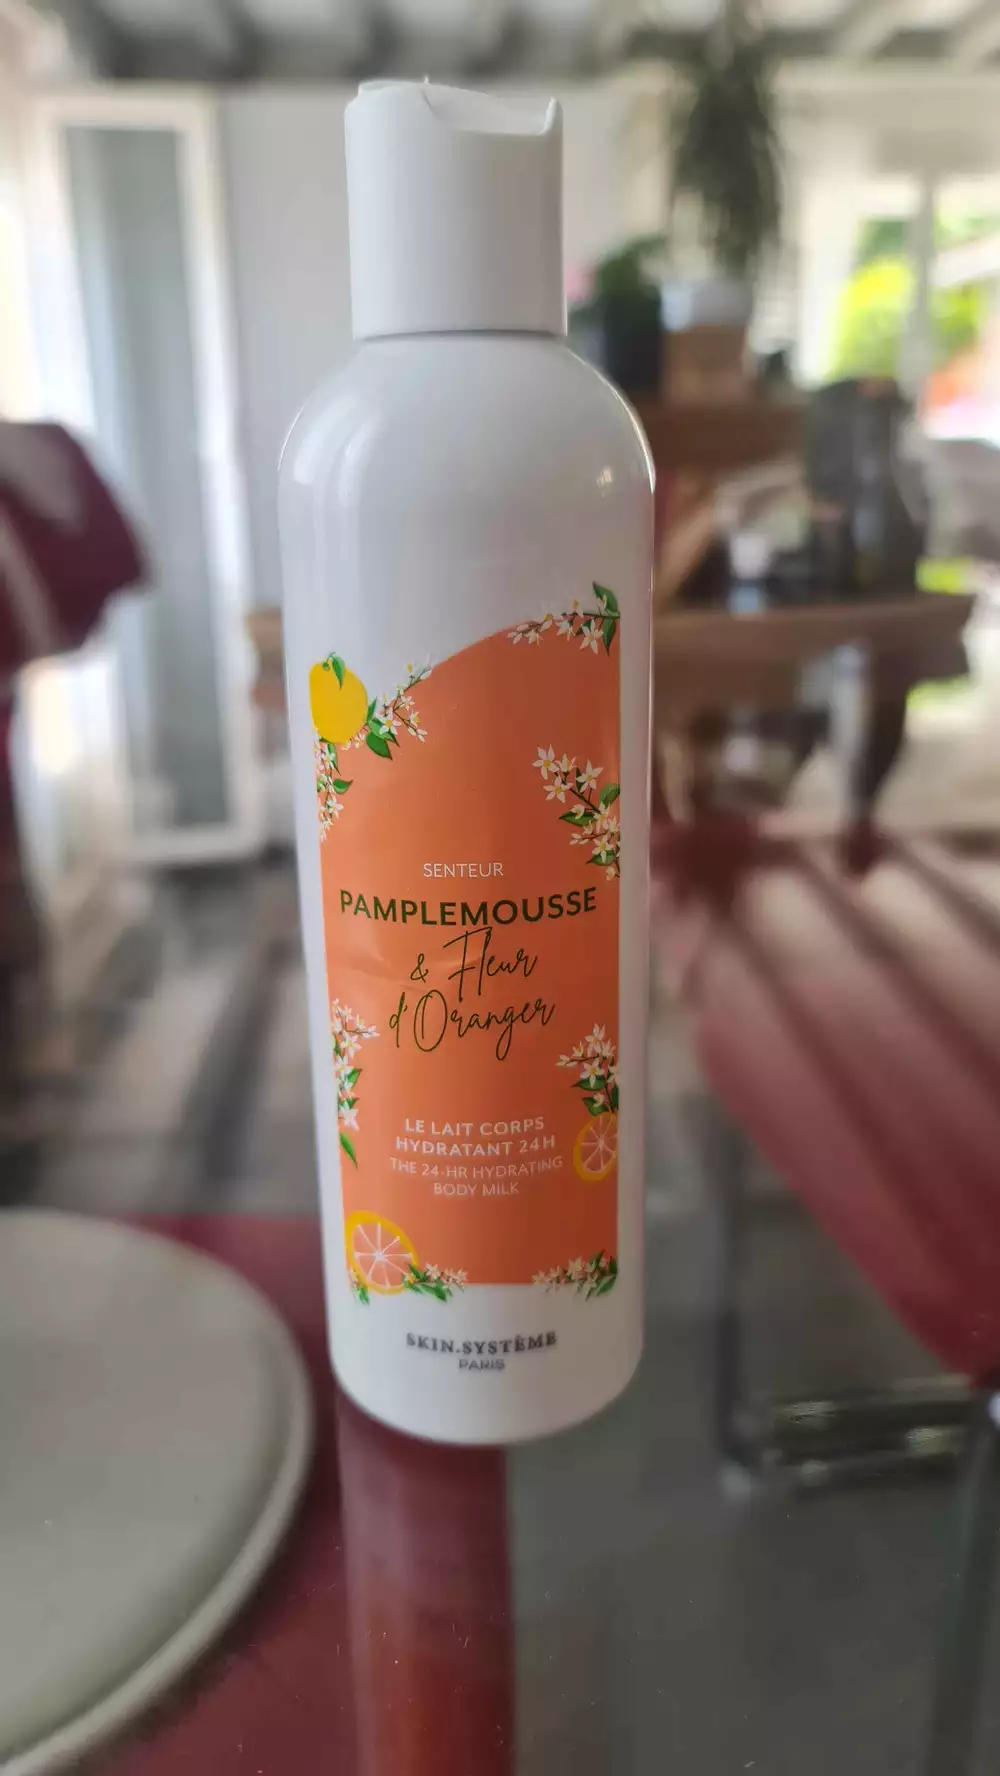 SENTEUR
PAMPLEMOUSSE
& Fleur
d'Oranger
LE LAIT CORPS
HYDRATANT 24H
THE 24-HR HYDRATING
BODY MILK
SKIN.SYSTÈME
PARIS